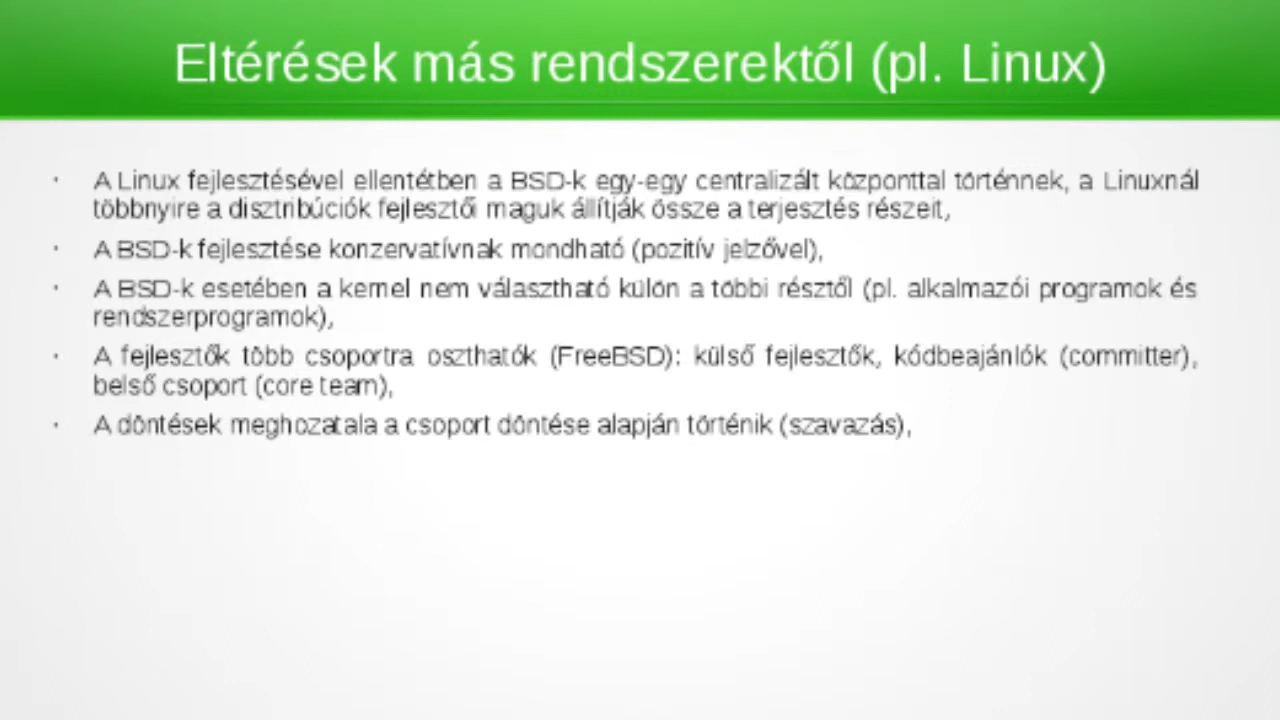 Eltérések más rendszerektől (pl. Linux)
· A Linux fejlesztésével ellentétben a BSD-k egy-egy centralizált központtal történnek, a Linuxnál
többnyire a disztribúciók fejlesztői maguk állítják össze a terjesztés részeit,
· A BSD-k fejlesztése konzervatívnak mondható (pozitív jelzővel),
· A BSD-k esetében a kernel nem választható külön a többi résztől (pl. alkalmazói programok és
rendszerprogramok),
· A fejlesztők több csoportra oszthatók (FreeBSD): külső fejlesztők, kódbeajánlók (committer),
belső csoport (core team),
· A döntések meghozatala a csoport döntése alapján történik (szavazás),